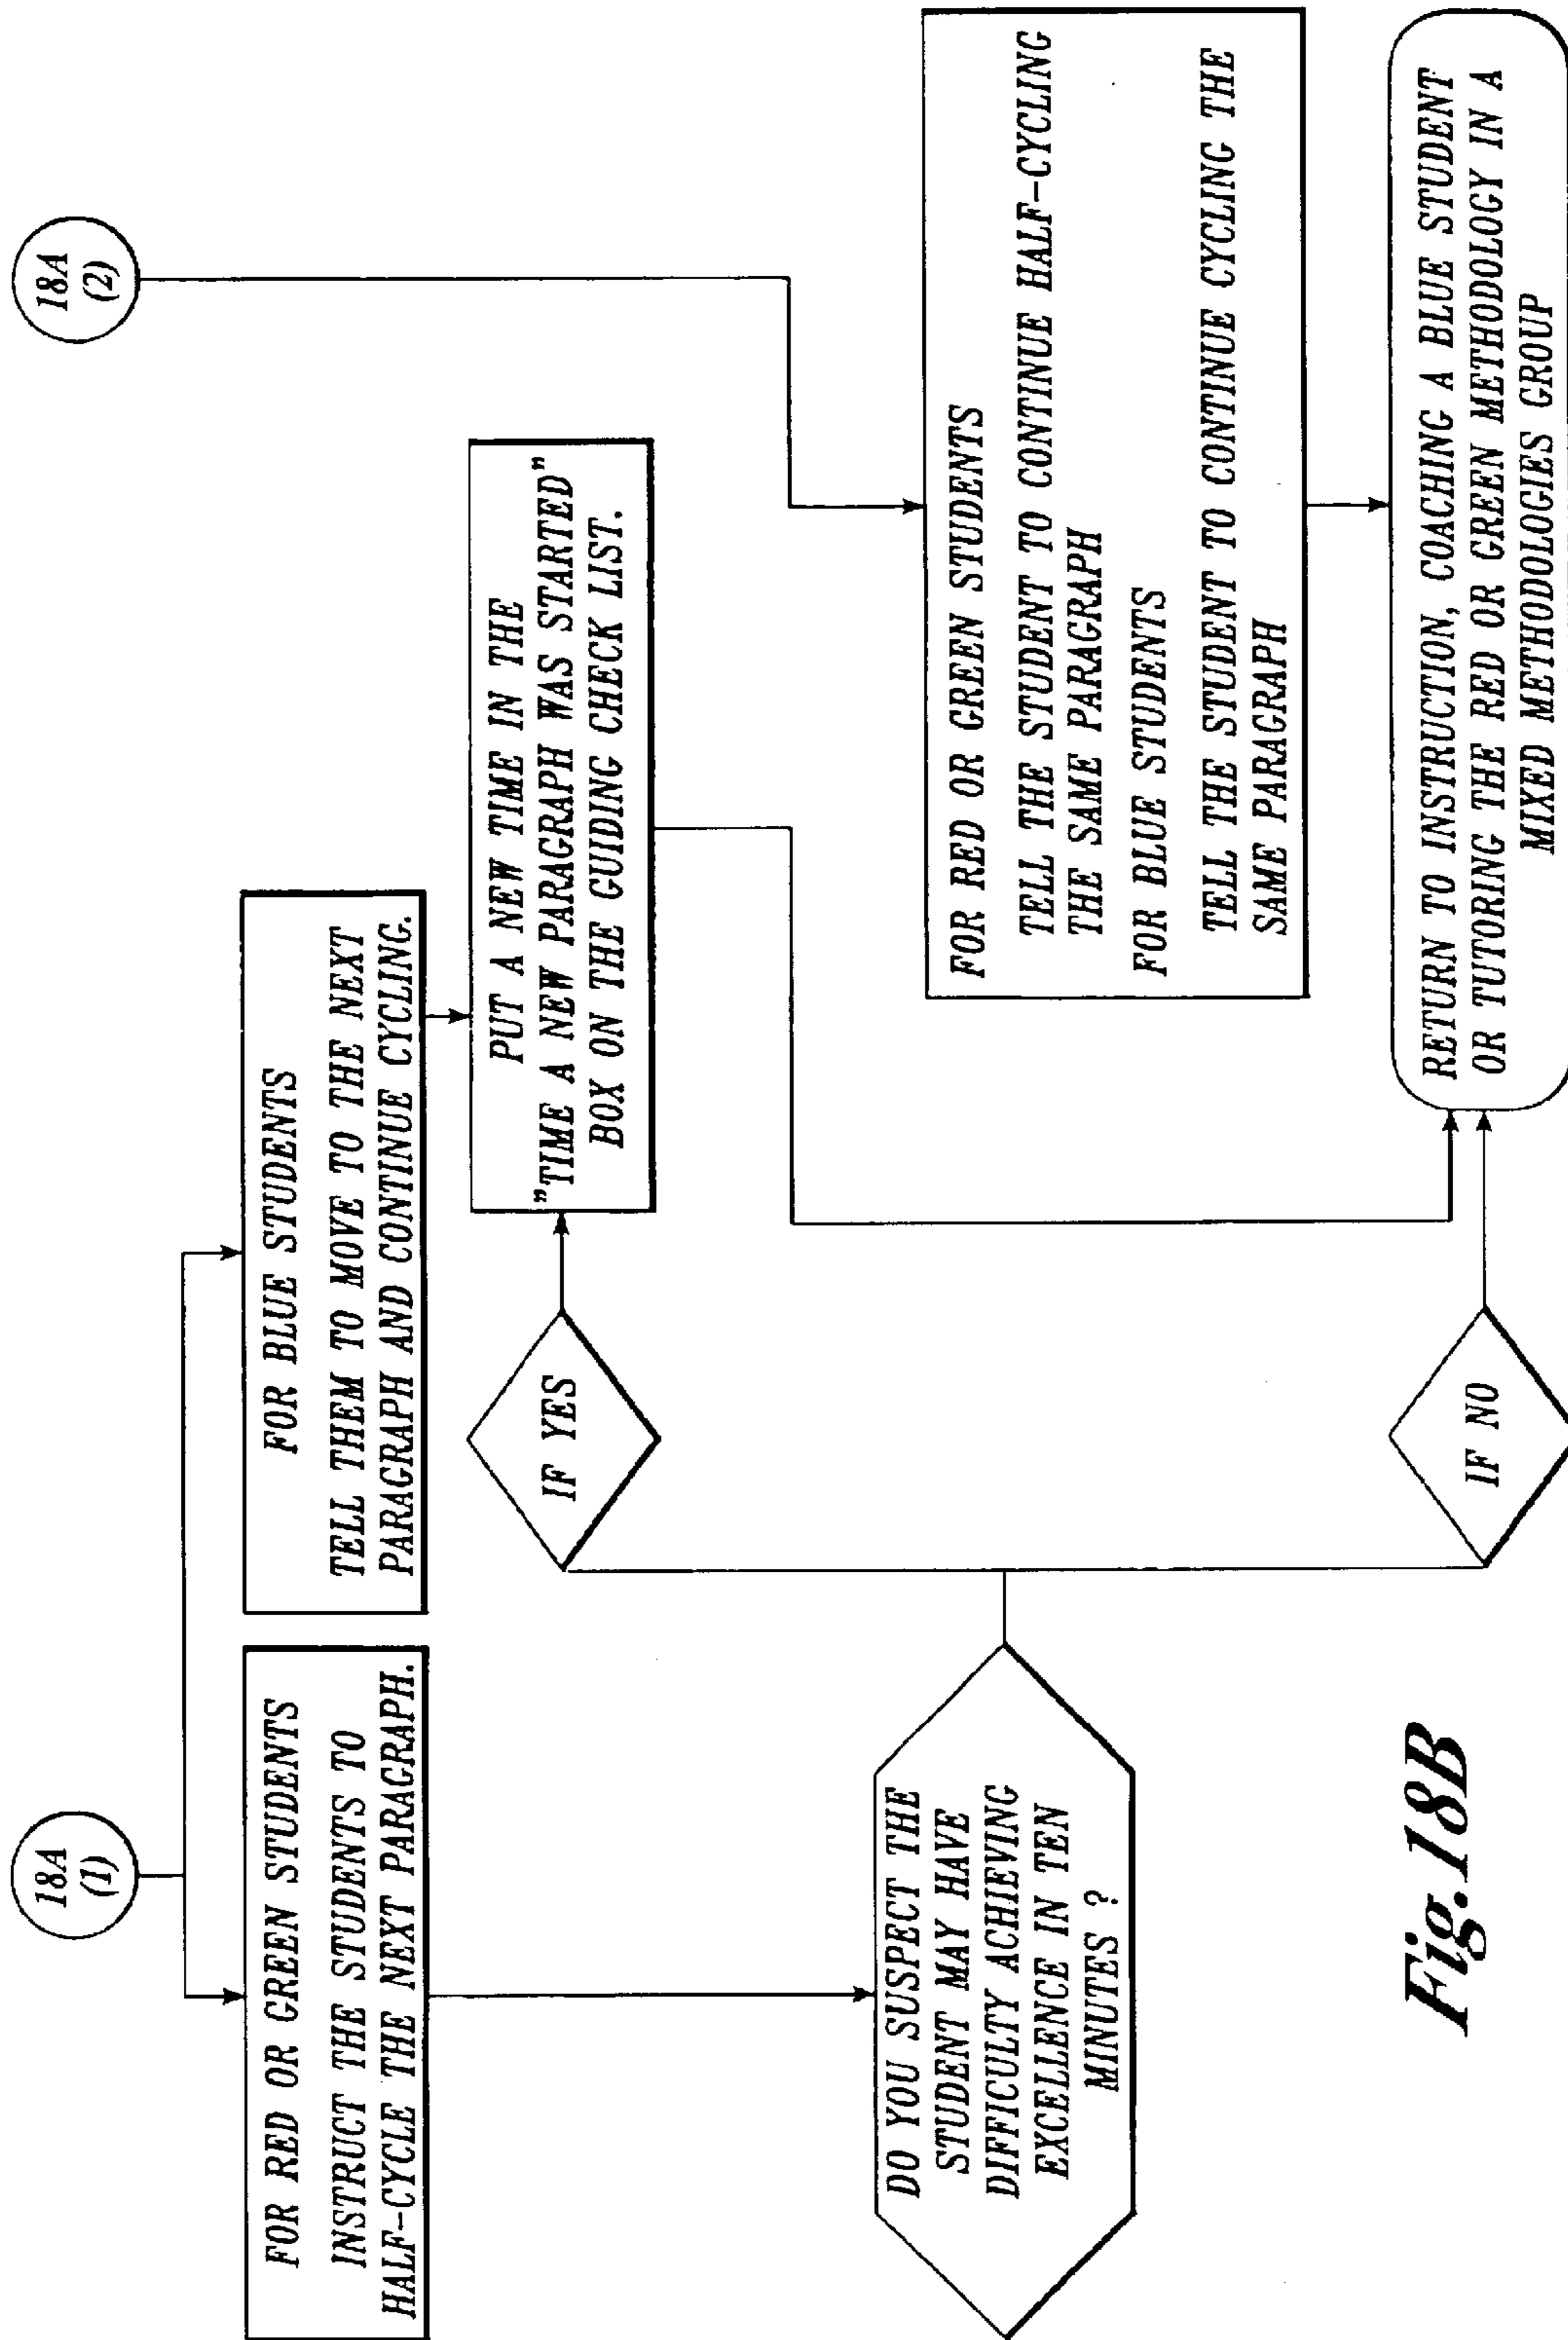 18A
(1)
18A
(2)
FOR RED OR GREEN STUDENTS
INSTRUCT THE STUDENTS TO
HALF-CYCLE THE NEXT PARAGRAPH.
FOR BLUE STUDENTS
TELL THEM TO MOVE TO THE NEXT
PARAGRAPH AND CONTINUE CYCLING.
PUT A NEW TIME IN THE
"TIME A NEW PARAGRAPH WAS STARTED"
BOX ON THE GUIDING CHECK LIST.
IF YES
DO YOU SUSPECT THE
STUDENT MAY HAVE
DIFFICULTY ACHIEVING
EXCELLENCE IN TEN
MINUTES ?
FOR RED OR GREEN STUDENTS
TELL THE STUDENT TO CONTINUE HALF-CYCLING
THE SAME PARAGRAPH
FOR BLUE STUDENTS
TELL THE STUDENT TO CONTINUE CYCLING THE
SAME PARAGRAPH
IF NO
RETURN TO INSTRUCTION, COACHING A BLUE STUDENT
OR TUTORING THE RED OR GREEN METHODOLOGY IN A
MIXED METHODOLOGIES GROUP
Fig.18B